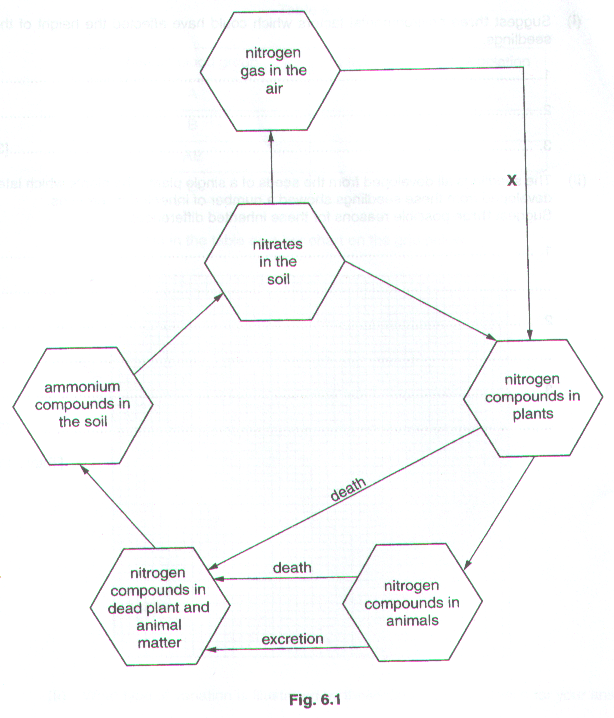 nitrogen
gas in the
air
X
nitrates
in the
soil
ammonium
compounds in
the soil
nitrogen
compounds in
plants
death
death
nitrogen
compounds in
dead plant and
animal
matter
nitrogen
compounds in
animals
excretion
Fig. 6.1